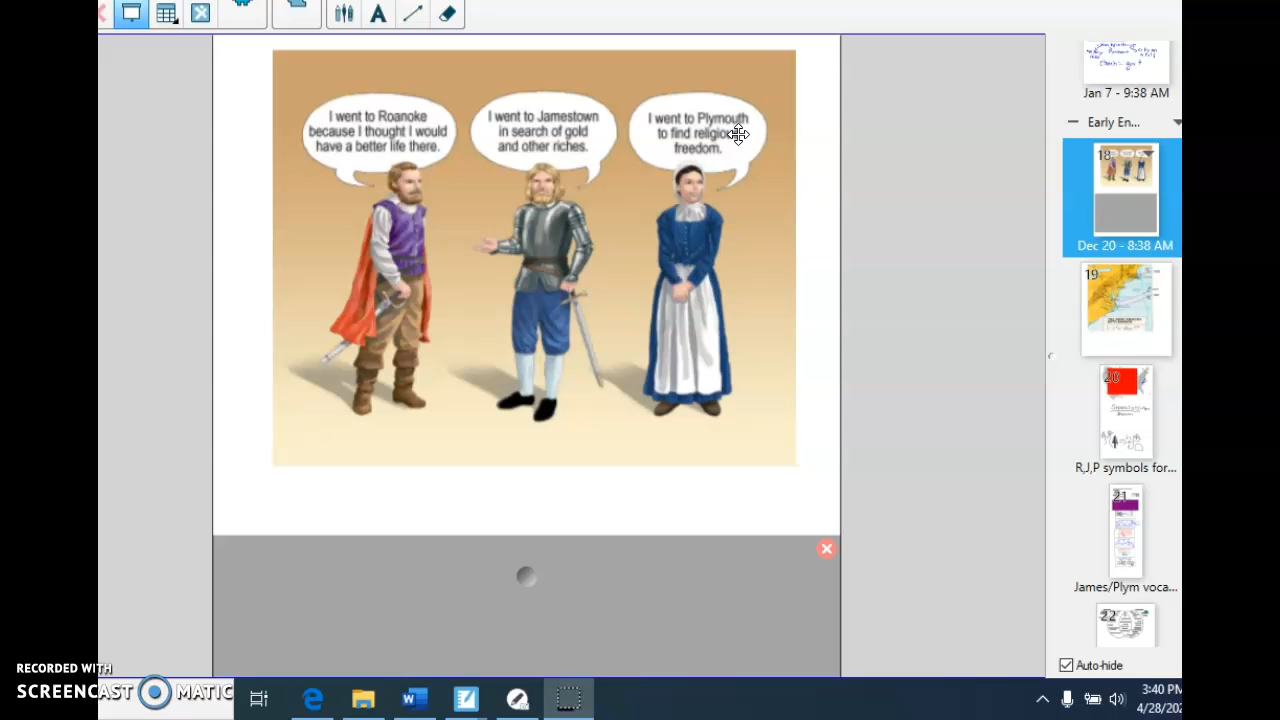 Jan 7 - 9:38 AM
Early En...
I went to Roanoke
because I thought I would
have a better life there.
I went to Jamestown
in search of gold
and other riches.
I went to Plymouth
to find religious
freedom.
18
Dec 20 - 8:38 AM
19
20
R,J,P symbols for...
21
James/Plym voca...
22
Auto-hide
RECORDED WITH
SCREENCAST MATIC
3:40 PM
4/28/202